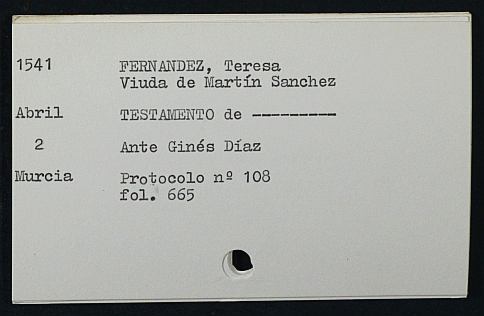 1541 FERNANDEZ, Teresa
Viuda de Martín Sanchez
Abril TESTAMENTO de ---------
2 Ante Ginés Díaz
Murcia Protocolo nº 108
fol. 665